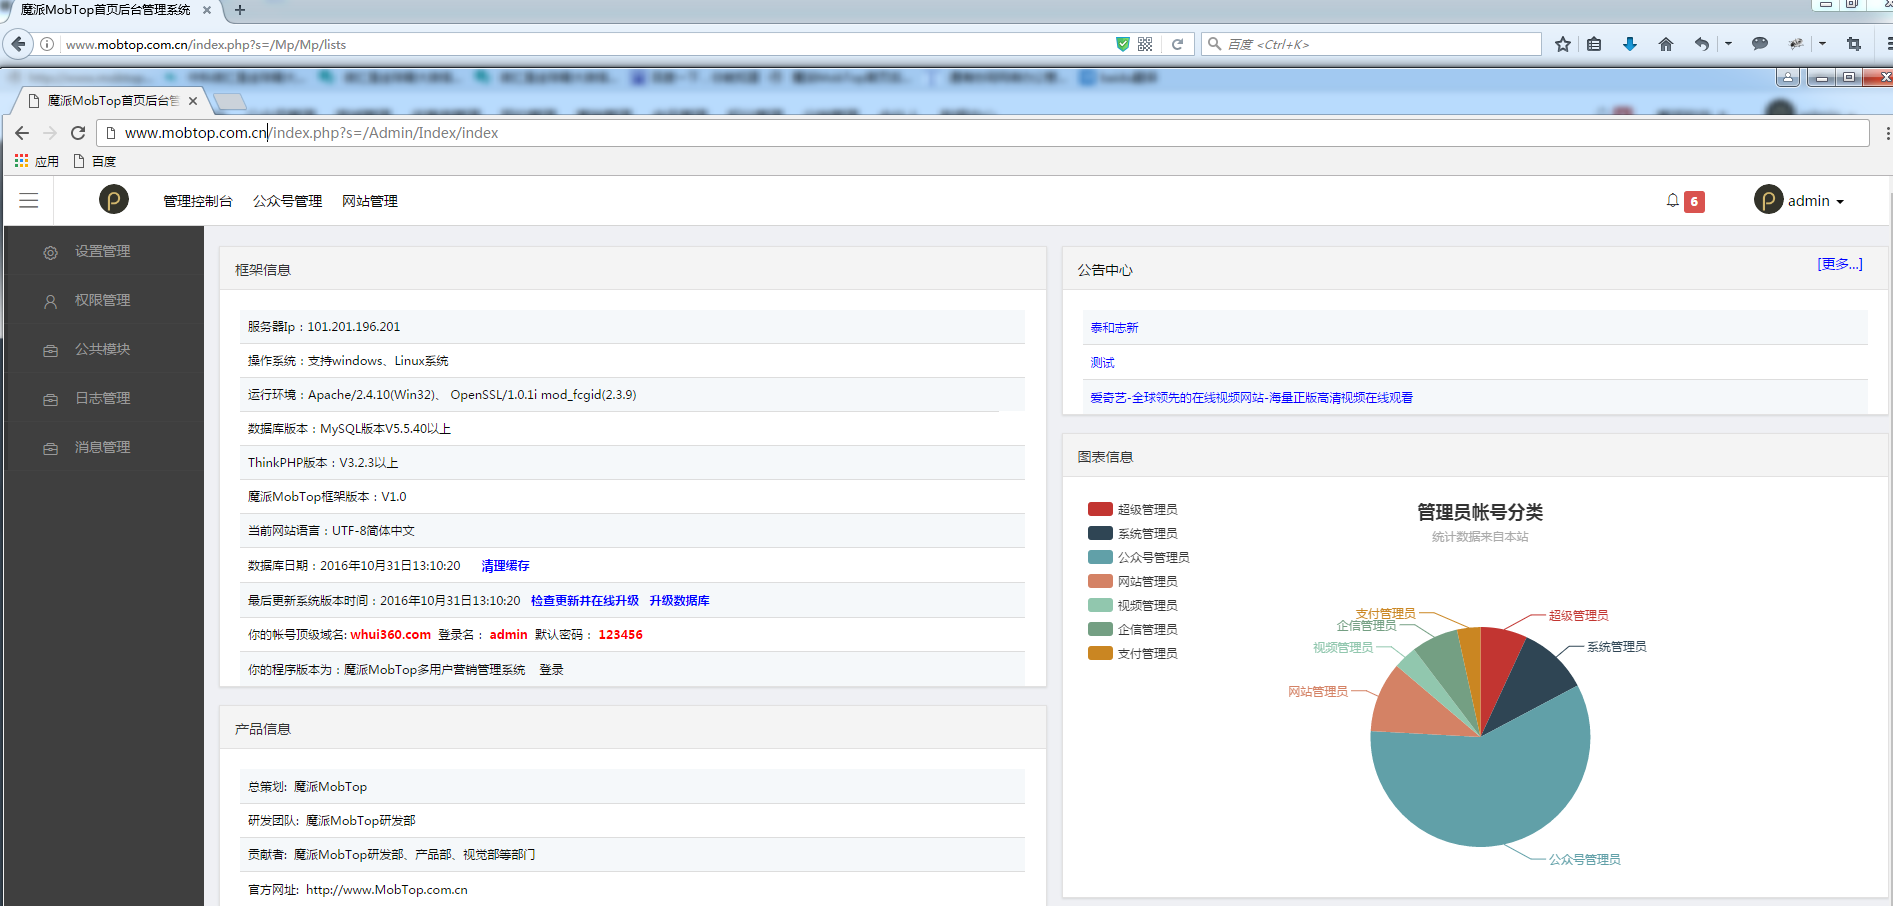 魔派MobTop首页后台管理系统
www.mobtop.com.cn/index.php?s=/Mp/Mp/lists
百度 <Ctrl+K>
魔派MobTop首页后台管
www.mobtop.com.cn/index.php?s=/Admin/Index/index
应用 百度
管理控制台 公众号管理 网站管理
6
admin
设置管理
权限管理
公共模块
日志管理
消息管理
框架信息
服务器Ip：101.201.196.201
操作系统：支持windows、Linux系统
运行环境：Apache/2.4.10(Win32)、 OpenSSL/1.0.1i mod_fcgid(2.3.9)
数据库版本：MySQL版本V5.5.40以上
ThinkPHP版本：V3.2.3以上
魔派MobTop框架版本：V1.0
当前网站语言：UTF-8简体中文
数据库日期：2016年10月31日13:10:20 清理缓存
最后更新系统版本时间：2016年10月31日13:10:20 检查更新并在线升级 升级数据库
你的帐号顶级域名: whui360.com 登录名： admin 默认密码： 123456
你的程序版本为：魔派MobTop多用户营销管理系统 登录
产品信息
总策划: 魔派MobTop
研发团队: 魔派MobTop研发部
贡献者: 魔派MobTop研发部、产品部、视觉部等部门
官方网址: http://www.MobTop.com.cn
公告中心
[更多...]
泰和志新
测试
爱奇艺-全球领先的在线视频网站-海量正版高清视频在线观看
图表信息
超级管理员
系统管理员
公众号管理员
网站管理员
视频管理员
企信管理员
支付管理员
管理员帐号分类
统计数据来自本站
支付管理员
超级管理员
企信管理员
视频管理员
系统管理员
网站管理员
公众号管理员